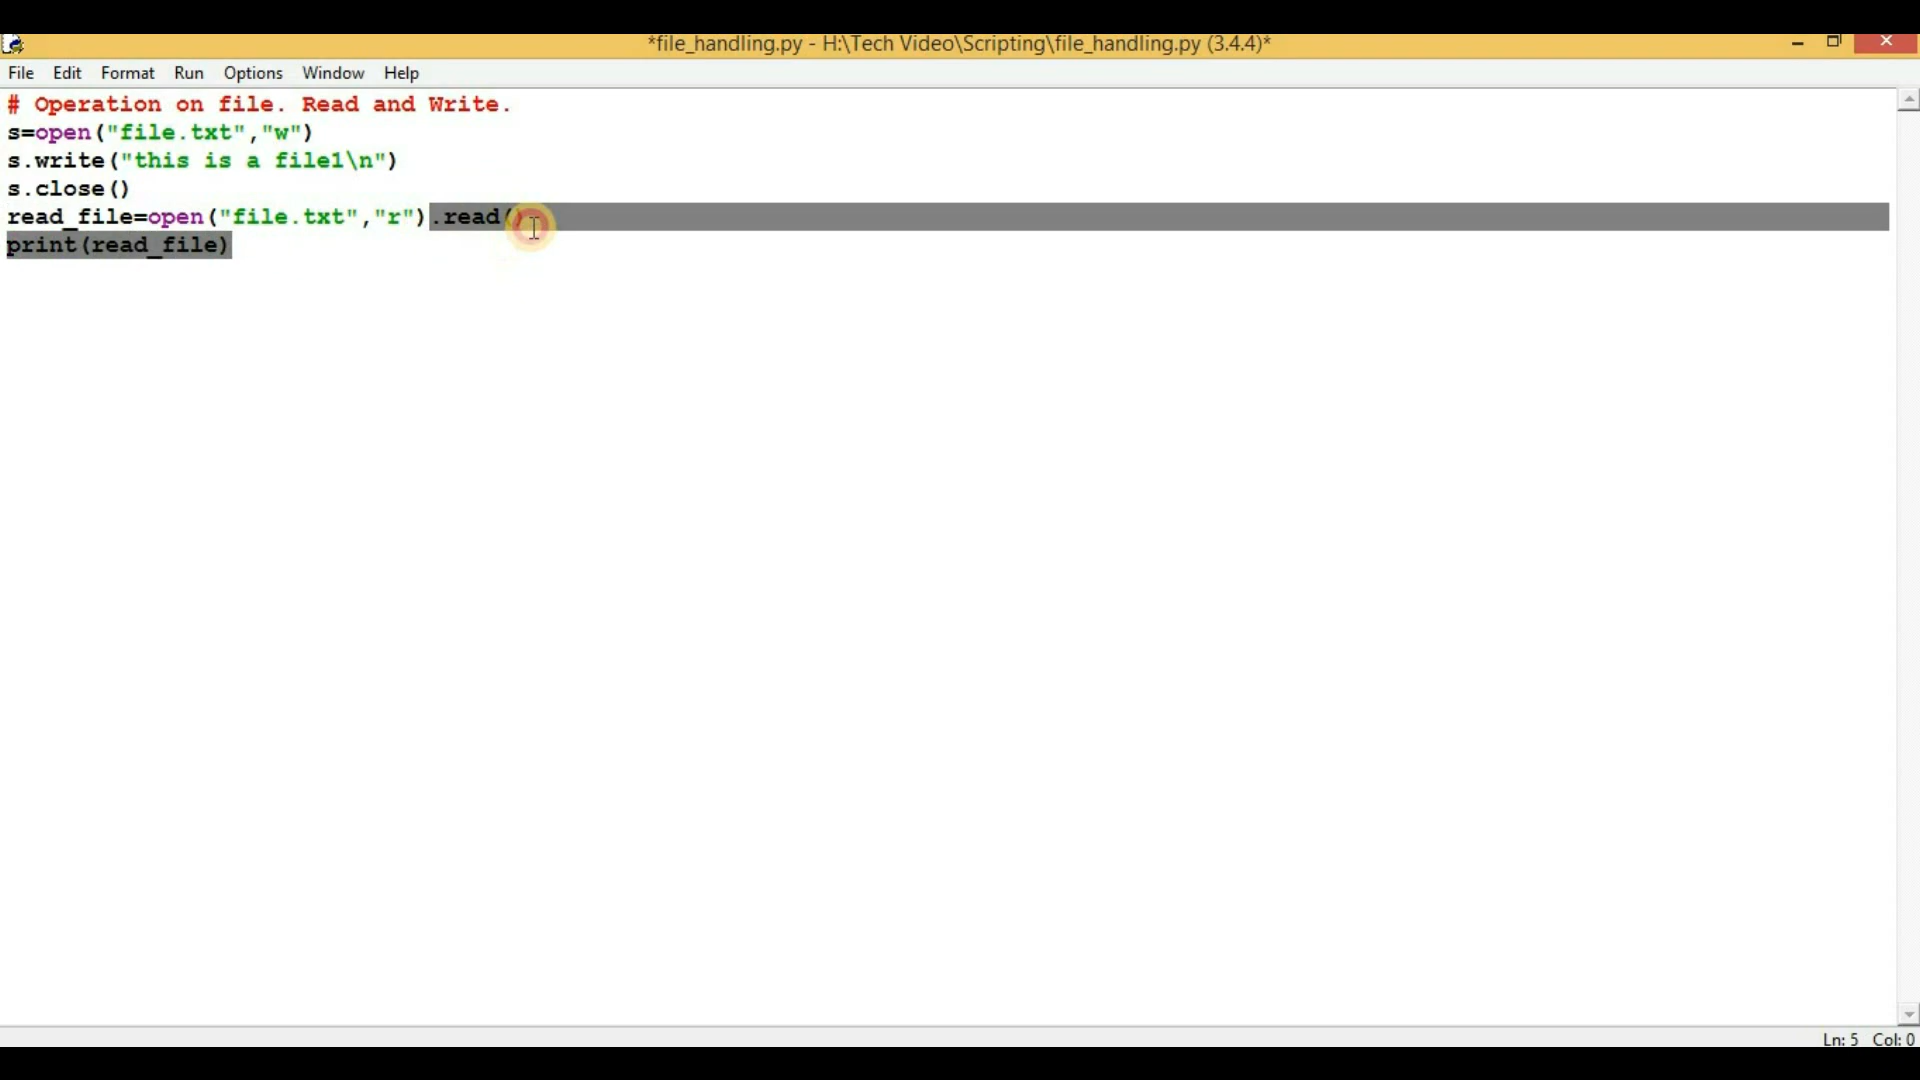 *file_handling.py - H:\Tech Video\Scripting\file_handling.py (3.4.4)*
File Edit Format Run Options Window Help
# Operation on file. Read and Write.
s=open("file.txt","w")
s.write("this is a file1\n")
s.close()
read_file=open("file.txt","r").read()
print(read_file)
Ln: 5 Col: 0